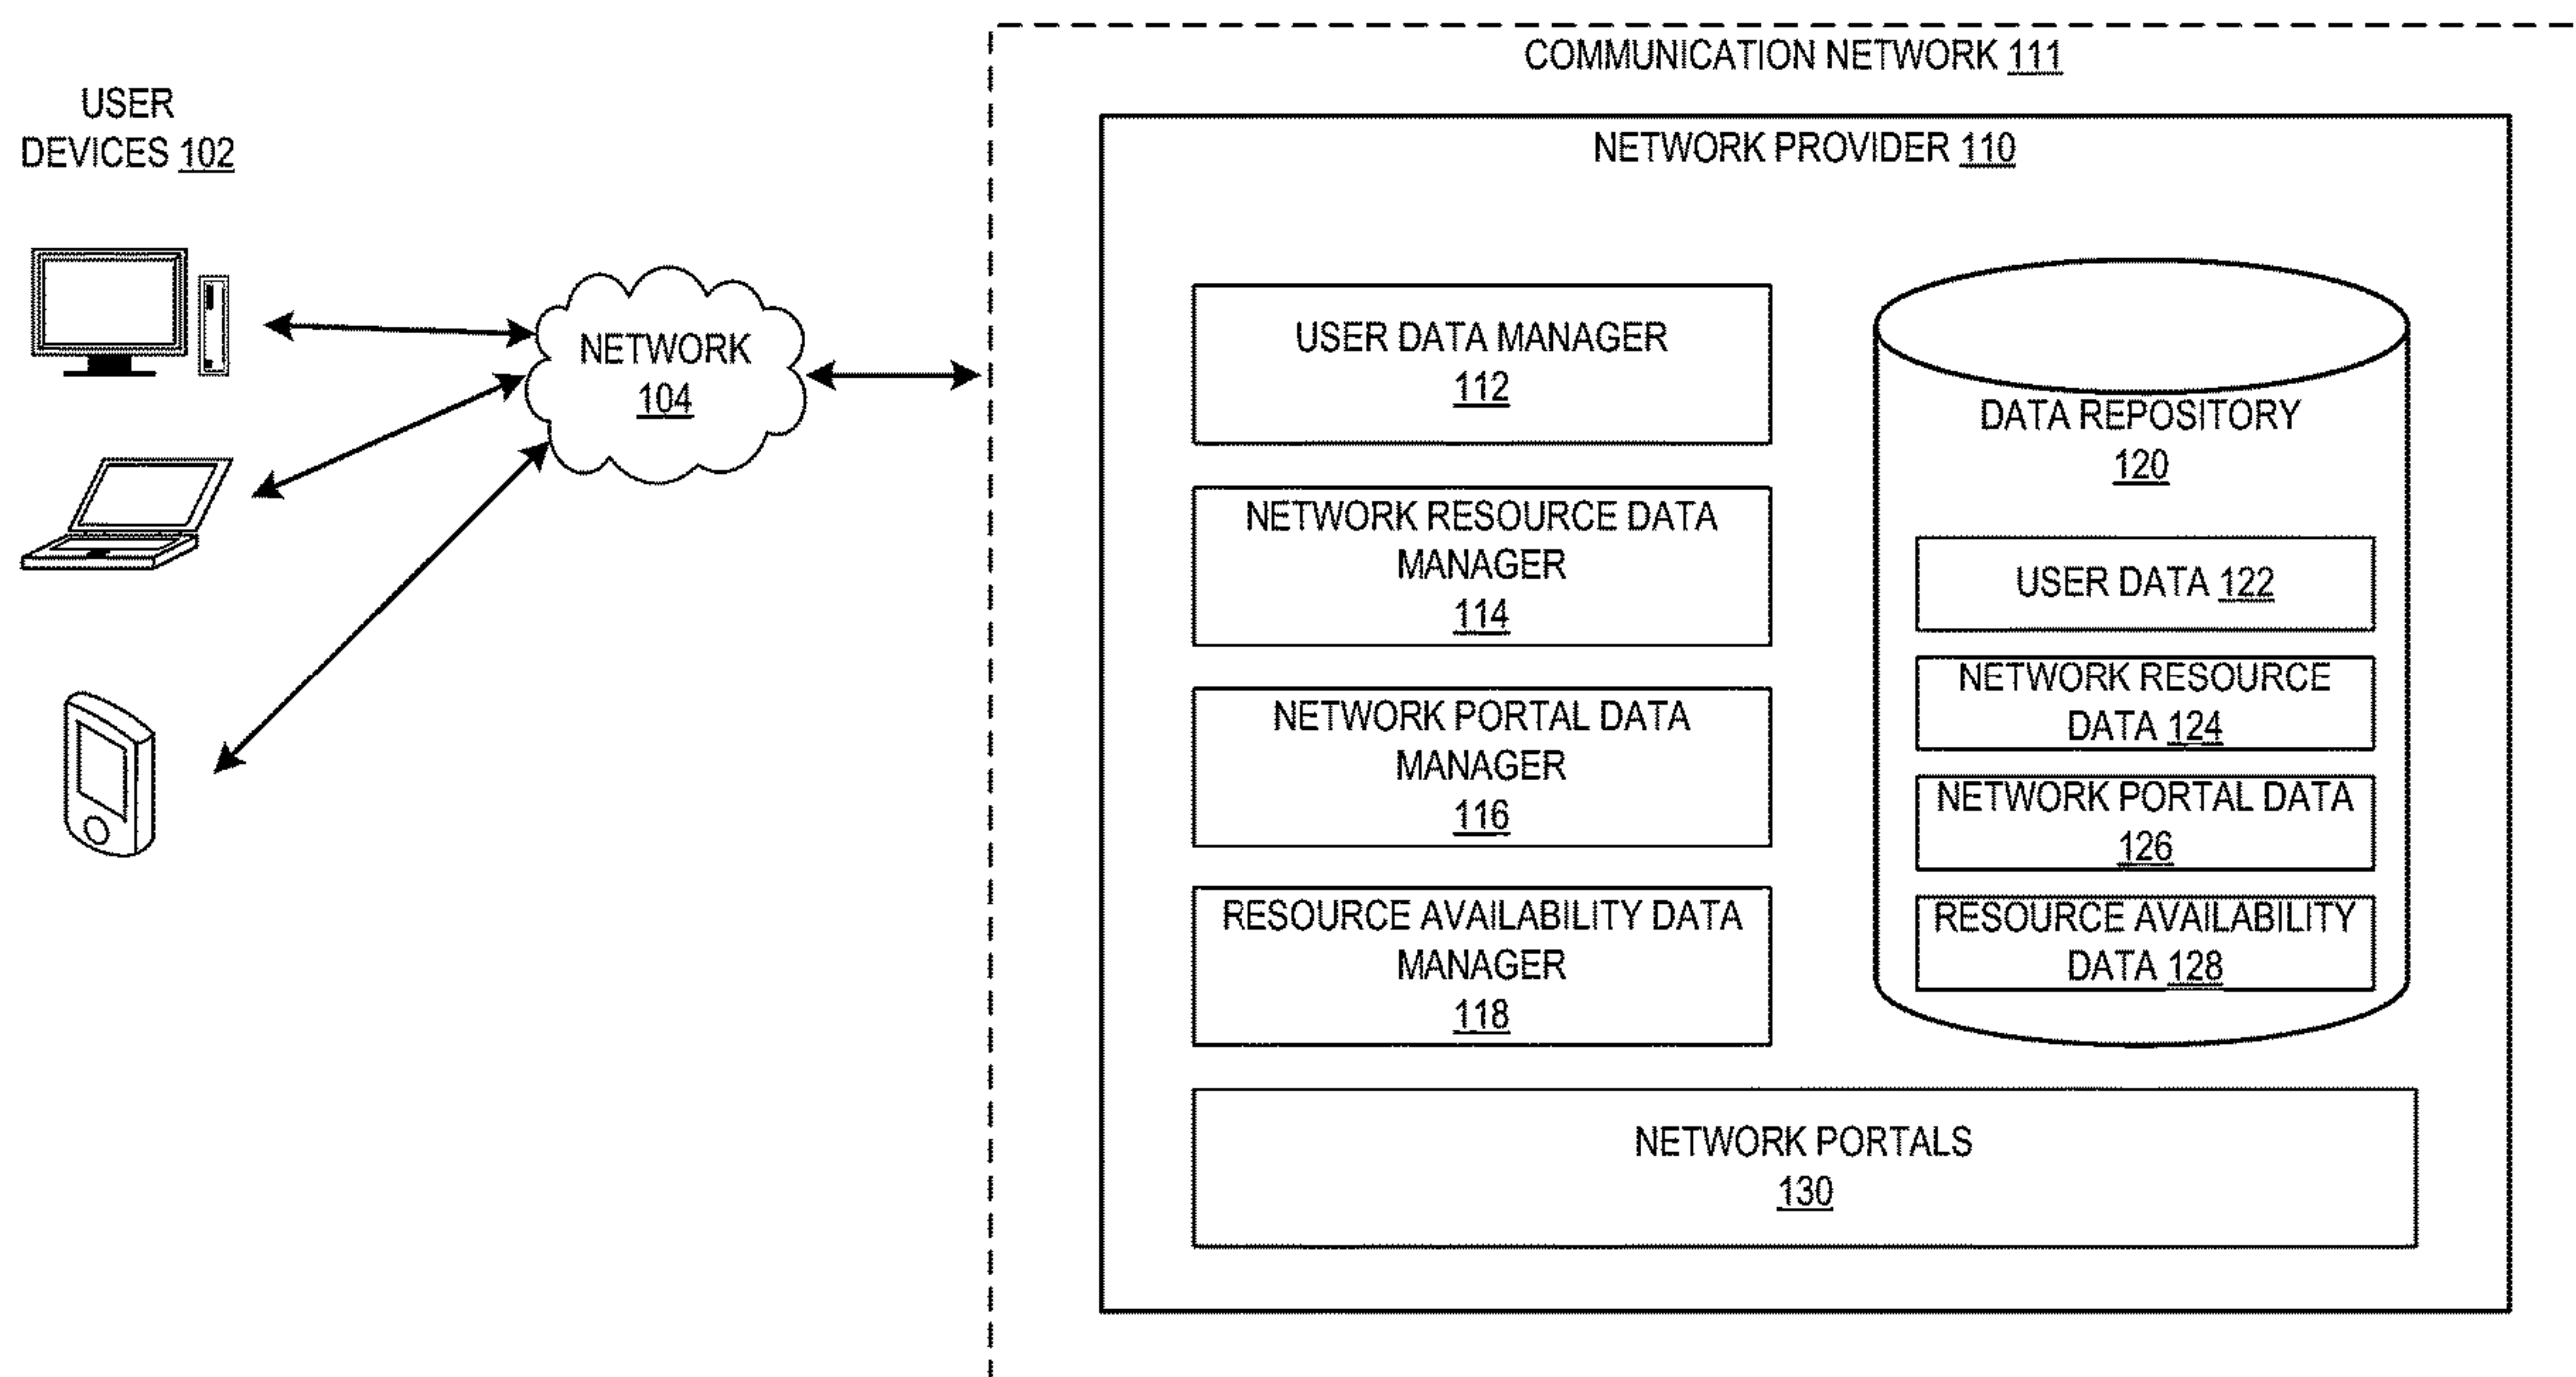 COMMUNICATION NETWORK 111
USER
DEVICES 102
NETWORK PROVIDER 110
NETWORK
104
USER DATA MANAGER
112
NETWORK RESOURCE DATA
MANAGER
114
NETWORK PORTAL DATA
MANAGER
116
RESOURCE AVAILABILITY DATA
MANAGER
118
DATA REPOSITORY
120
USER DATA 122
NETWORK RESOURCE
DATA 124
NETWORK PORTAL DATA
126
RESOURCE AVAILABILITY
DATA 128
NETWORK PORTALS
130